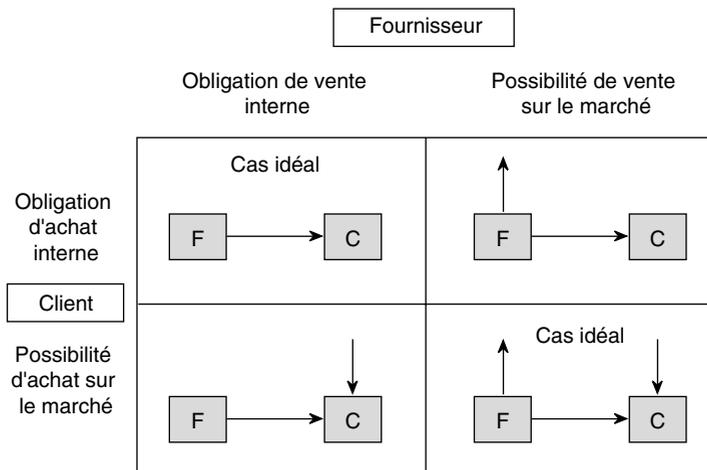 Fournisseur
Obligation de vente
interne
Possibilité de vente
sur le marché
Obligation
d'achat
interne
Cas idéal
F
C
F
C
Client
Possibilité
d'achat sur
le marché
F
C
Cas idéal
F
C